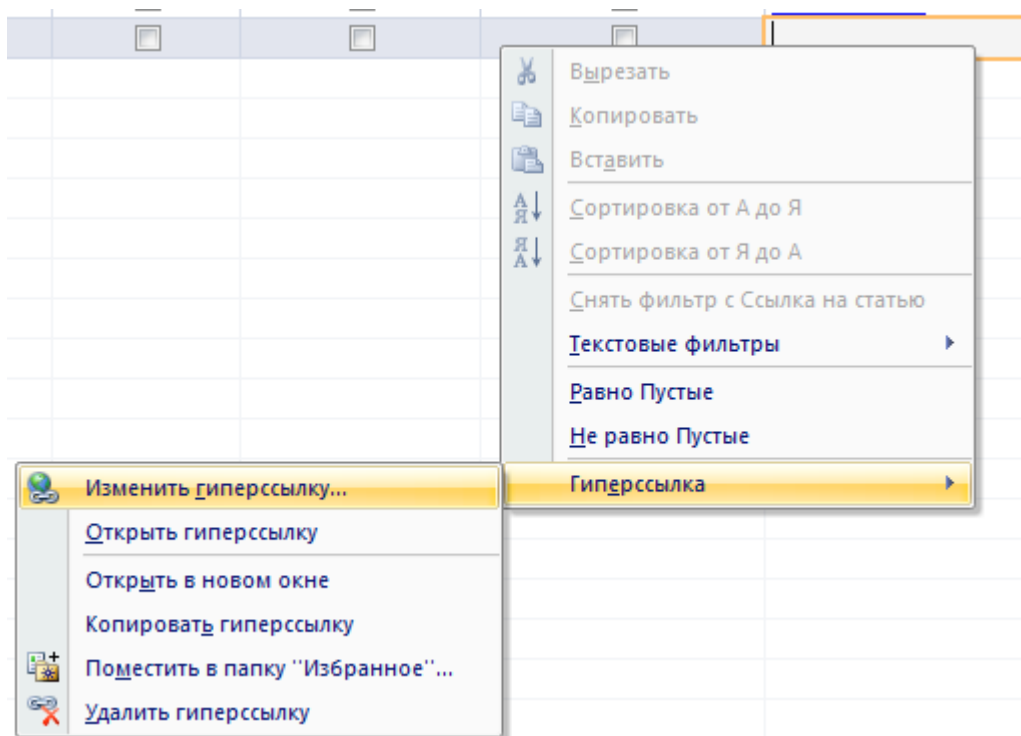 Вырезать
Копировать
Вставить
Сортировка от А до Я
Сортировка от Я до А
Снять фильтр с Ссылка на статью
Текстовые фильтры
Равно Пустые
Не равно Пустые
Гиперссылка
Изменить гиперссылку...
Открыть гиперссылку
Открыть в новом окне
Копировать гиперссылку
Поместить в папку "Избранное"...
Удалить гиперссылку